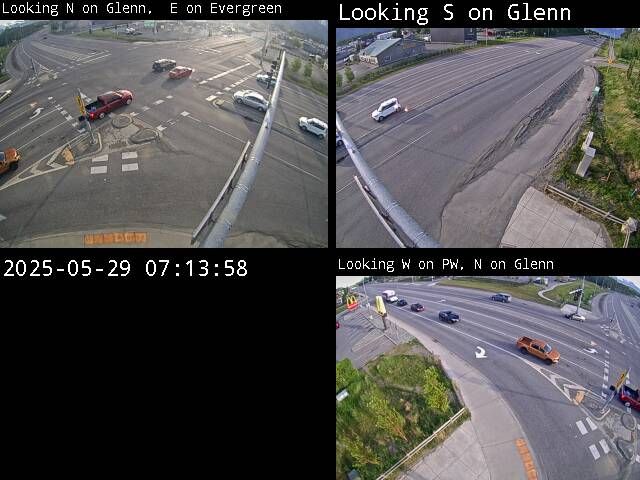 Looking N on Glenn,  E on Evergreen
Looking S on Glenn
2025-05-29 07:13:58
Looking W on PW, N on Glenn